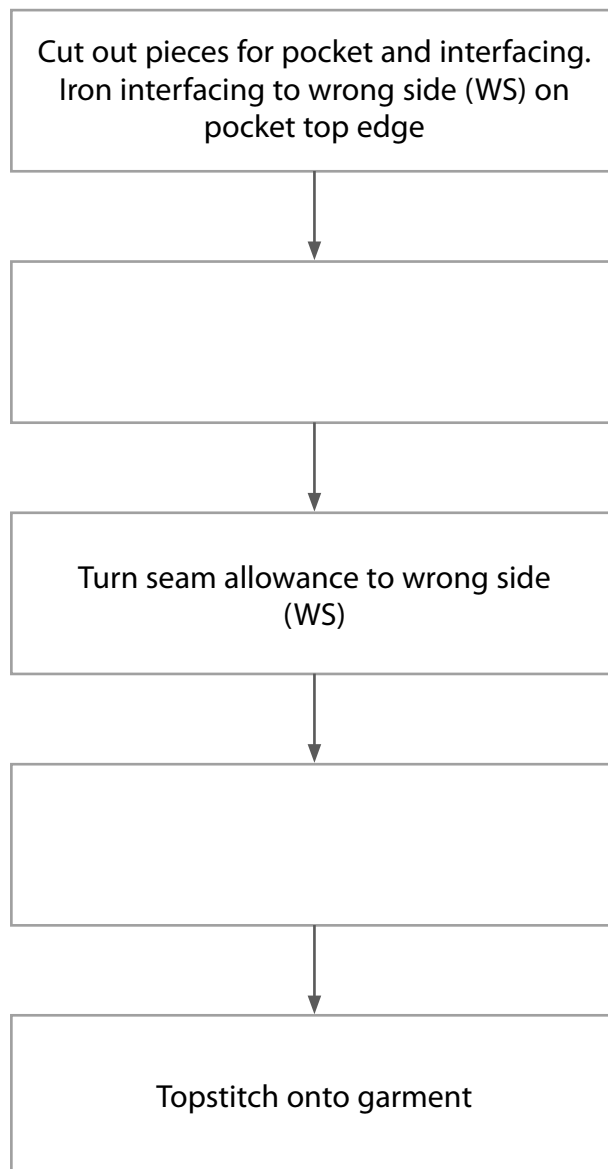 Cut out pieces for pocket and interfacing.
Iron interfacing to wrong side (WS) on
pocket top edge
Turn seam allowance to wrong side
(WS)
Topstitch onto garment